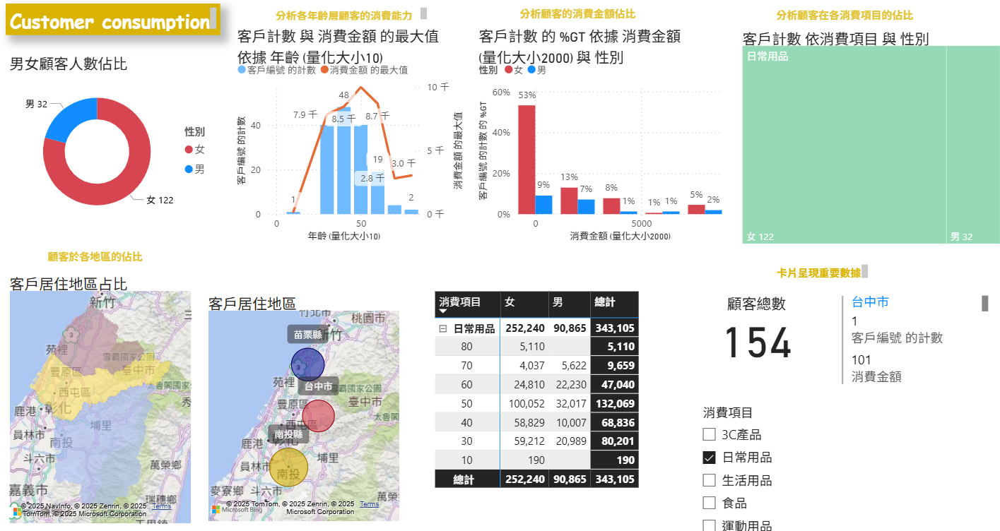 Customer consumption
男女顧客人數佔比
男 32
女 122
性別
女
男
分析各年齡層顧客的消費能力
客戶計數 與 消費金額 的最大值
依據 年齡 (量化大小10)
客戶編號 的計數 消費金額 的最大值
客戶編號 的計數
40
20
0
0
50
年齡 (量化大小10)
10 千
5 千
0 千
消費金額 的最大值
1
7.9 千
48
8.5 千
8.7 千
19
2.8 千
3.0 千
2
分析顧客的消費金額佔比
客戶計數 的 %GT 依據 消費金額
(量化大小2000) 與 性別
性別 女 男
客戶編號 的計數 的 %GT
60%
40%
20%
0%
53%
9%
13%
7%
8%
1%
1%
1%
5%
2%
0
5000
消費金額 (量化大小2000)
分析顧客在各消費項目的佔比
客戶計數 依消費項目 與 性別
日常用品
女 122
男 32
顧客於各地區的佔比
客戶居住地區占比
新竹
3
苑裡
雪霸國家公園
豐原區
臺中市
西屯區
太魯閣國家
鹿港
彰化
秀
員林市
埔里
南投
斗六市
萬榮鄉
嘉義市
瑞穗鄉
© 2025 NavInfo, © 2025 Zenrin, © 2025 Terms
TomTom, © 2025 Microsoft Corporation
客戶居住地區
竹北市
桃園市
苗栗縣
新竹
3
苑裡
台中市
雪霸國家公園
豐原區
臺中市
西屯區
太魯
南投縣
鹿港
彰化
員林市
埔里
南投
麥寮鄉
斗六市
萬榮
© 2025 TomTom, © 2025 Zenrin, © 2025 Terms
Microsoft Bing
Microsoft Corporation
消費項目 女 男 總計
日常用品 252,240 90,865 343,105
80 5,110 5,110
70 4,037 5,622 9,659
60 24,810 22,230 47,040
50 100,052 32,017 132,069
40 58,829 10,007 68,836
30 59,212 20,989 80,201
10 190 190
總計 252,240 90,865 343,105
卡片呈現重要數據
顧客總數
154
台中市
1
客戶編號 的計數
101
消費金額
消費項目
3C產品
日常用品
生活用品
食品
運動用品